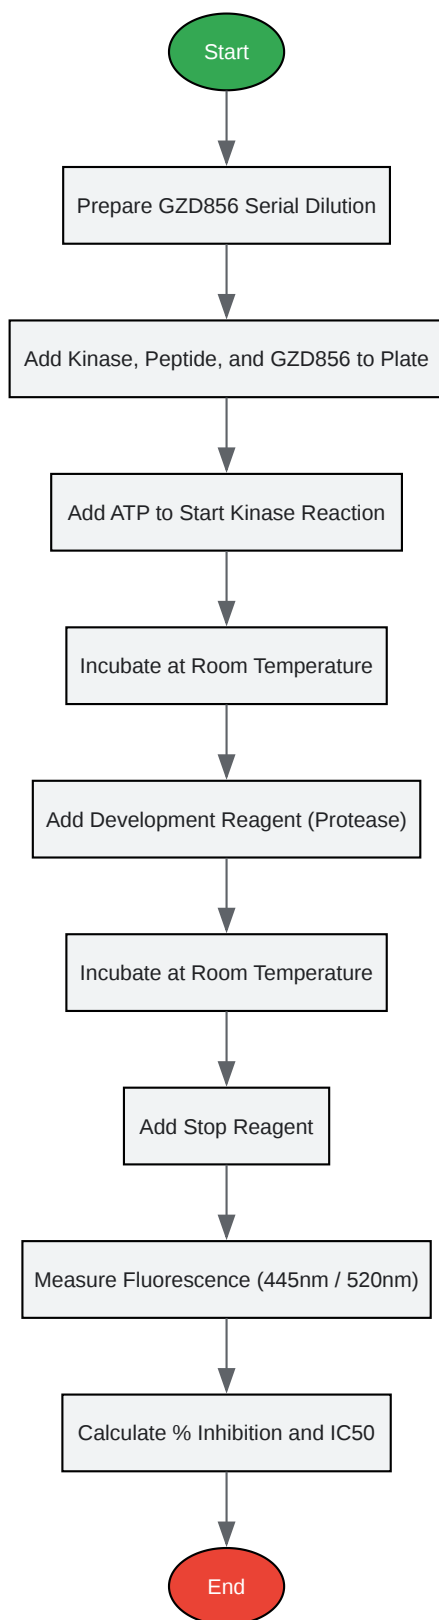 Start
Prepare GZD856 Serial Dilution
Add Kinase, Peptide, and GZD856 to Plate
Add ATP to Start Kinase Reaction
Incubate at Room Temperature
Add Development Reagent (Protease)
Incubate at Room Temperature
Add Stop Reagent
Measure Fluorescence (445nm / 520nm)
Calculate % Inhibition and IC50
End